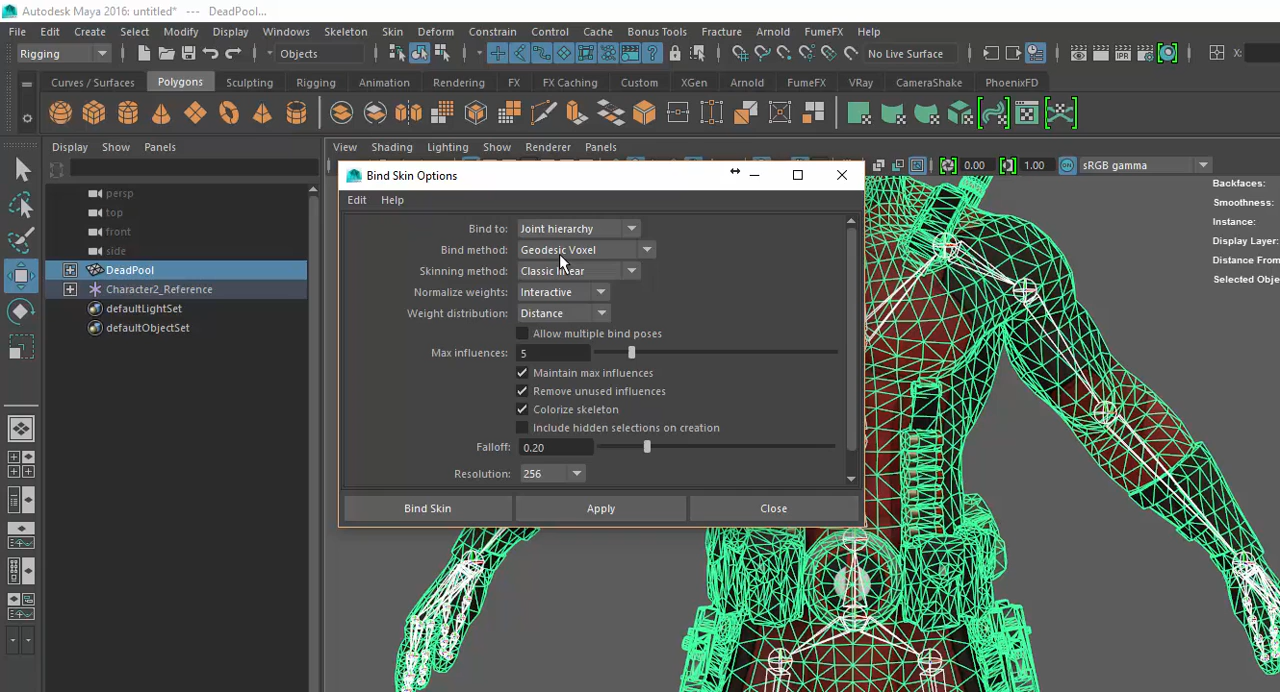 Autodesk Maya 2016: untitled* --- DeadPool...
File Edit Create Select Modify Display Windows Skeleton Skin Deform Constrain Control Cache Bonus Tools Fracture Arnold FumeFX Help
Rigging Objects No Live Surface X:
Curves / Surfaces Polygons Sculpting Rigging Animation Rendering FX FX Caching Custom XGen Arnold FumeFX VRay CameraShake PhoenixFD
Display Show Panels View Shading Lighting Show Renderer Panels
0.00 1.00 sRGB gamma
Bind Skin Options
Edit Help
persp
top
front
side
DeadPool
Character2_Reference
defaultLightSet
defaultObjectSet
Bind to: Joint hierarchy
Bind method: Geodesic Voxel
Skinning method: Classic linear
Normalize weights: Interactive
Weight distribution: Distance
Allow multiple bind poses
Max influences: 5
Maintain max influences
Remove unused influences
Colorize skeleton
Include hidden selections on creation
Falloff: 0.20
Resolution: 256
Bind Skin Apply Close
Backfaces:
Smoothness:
Instance:
Display Layer:
Distance From
Selected Obje